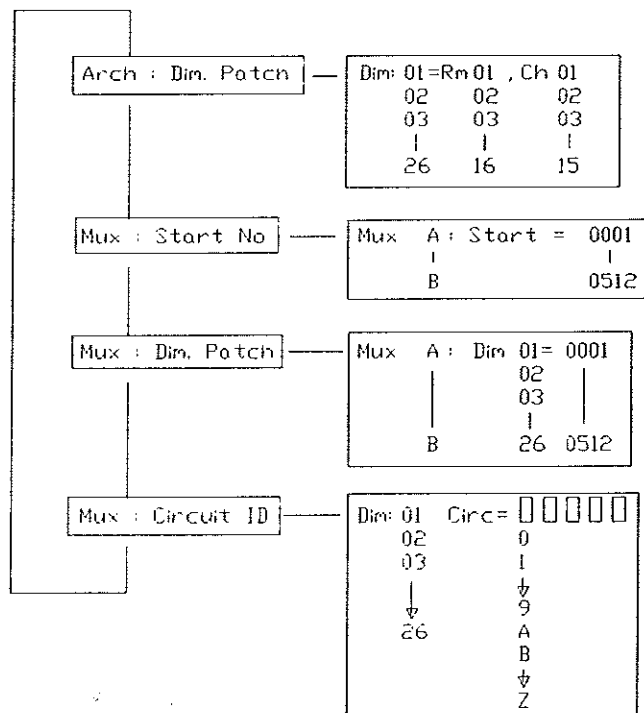 Arch : Dim. Patch
Dim: 01=Rm 01 , Ch 01
02 02 02
03 03 03
26 16 15
Mux : Start No
Mux A : Start = 0001
B 0512
Mux : Dim. Patch
Mux A : Dim 01= 0001
02
03
B 26 0512
Mux : Circuit ID
Dim: 01 Circ=
02 0
03 1
9
26 A
B
Z